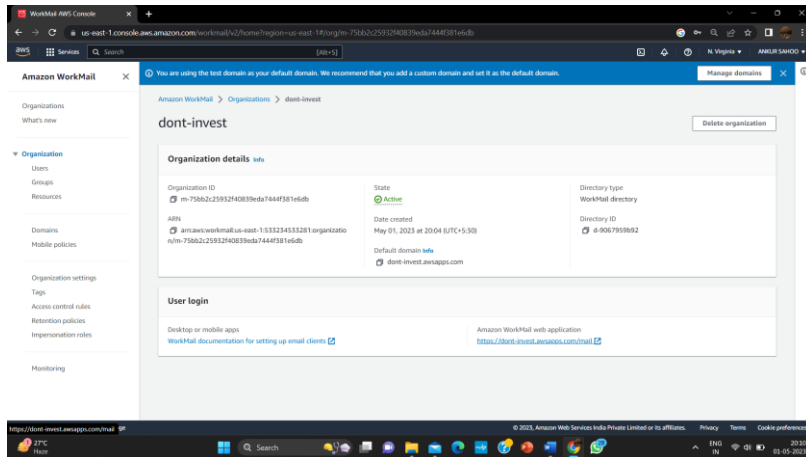 WorkMail AWS Console
us-east-1.console.aws.amazon.com/workmail/v2/home?region=us-east-1#/org/m-75bb2c25932f40839eda7444f381e6db
aws Services Search [Alt+S] N. Virginia ANKUR SAHOO
Amazon WorkMail
You are using the test domain as your default domain. We recommend that you add a custom domain and set it as the default domain. Manage domains
Amazon WorkMail > Organizations > dont-invest
Organizations
What's new
dont-invest
Delete organization
Organization
Users
Groups
Resources
Domains
Mobile policies
Organization settings
Tags
Access control rules
Retention policies
Impersonation roles
Monitoring
Organization details Info
Organization ID
m-75bb2c25932f40839eda7444f381e6db
ARN
arn:aws:workmail:us-east-1:533234533281:organizatio
n/m-75bb2c25932f40839eda7444f381e6db
State
Active
Date created
May 01, 2023 at 20:04 (UTC+5:30)
Default domain Info
dont-invest.awsapps.com
Directory type
WorkMail directory
Directory ID
d-9067959b92
User login
Desktop or mobile apps
WorkMail documentation for setting up email clients
Amazon WorkMail web application
https://dont-invest.awsapps.com/mail
https://dont-invest.awsapps.com/mail
© 2023, Amazon Web Services India Private Limited or its affiliates. Privacy Terms Cookie preferences
27°C
Haze
Search
ENG
IN
20:10
01-05-2023